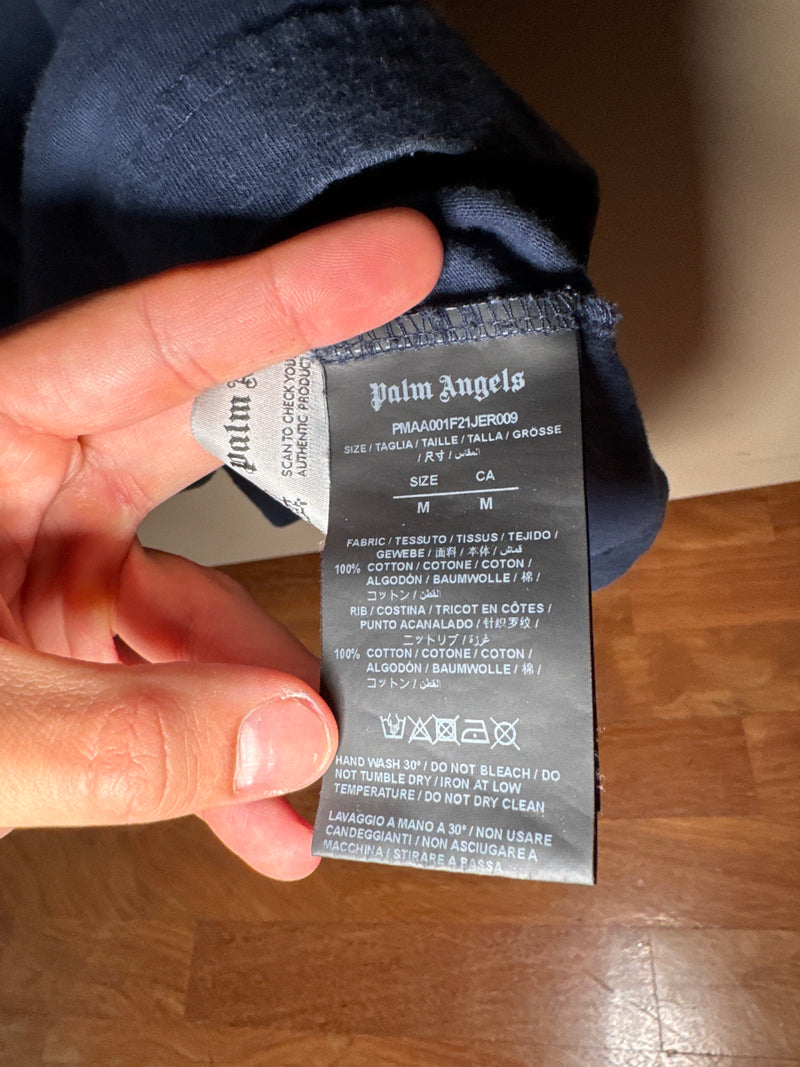 Palm Angels
PMAA001F21JER009
SIZE / TAGLIA / TAILLE / TALLA / GRÖSSE
/ 尺寸 / المقاس
SIZE CA
M M
FABRIC / TESSUTO / TISSUS / TEJIDO /
GEWEBE / 面料 / 本体 / قماش
100% COTTON / COTONE / COTON /
ALGODÓN / BAUMWOLLE / 棉 /
コットン / القطن
RIB / COSTINA / TRICOT EN CÔTES /
PUNTO ACANALADO / 针织罗纹 /
ニットリブ / غرزة
100% COTTON / COTONE / COTON /
ALGODÓN / BAUMWOLLE / 棉 /
コットン / القطن
HAND WASH 30° / DO NOT BLEACH / DO
NOT TUMBLE DRY / IRON AT LOW
TEMPERATURE / DO NOT DRY CLEAN
LAVAGGIO A MANO A 30° / NON USARE
CANDEGGIANTI / NON ASCIUGARE A
MACCHINA / STIRARE A BASSA
Palm
SCAN TO CHECK YOU
AUTHENTIC PRODUCT